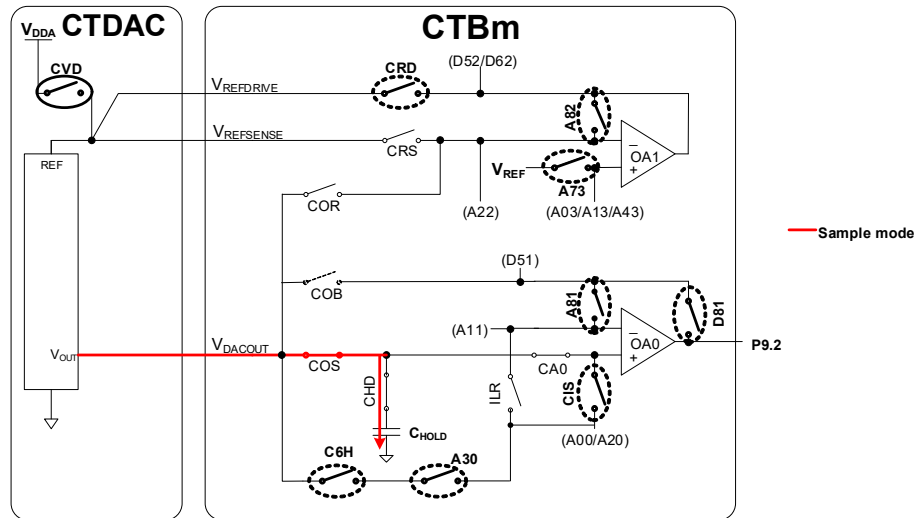 CTDAC
CTBm
VDDA
CVD
(D52/D62)
CRD
VREFDRIVE
A82
VREFSENSE
CRS
−
OA1
+
REF
VREF
A73
COR
(A22)
(A03/A13/A43)
Sample mode
(D51)
COB
A81
D81
(A11)
−
OA0
+
P9.2
VOUT
VDACOUT
COS
CA0
CHD
ILR
CIS
CHOLD
(A00/A20)
C6H
A30